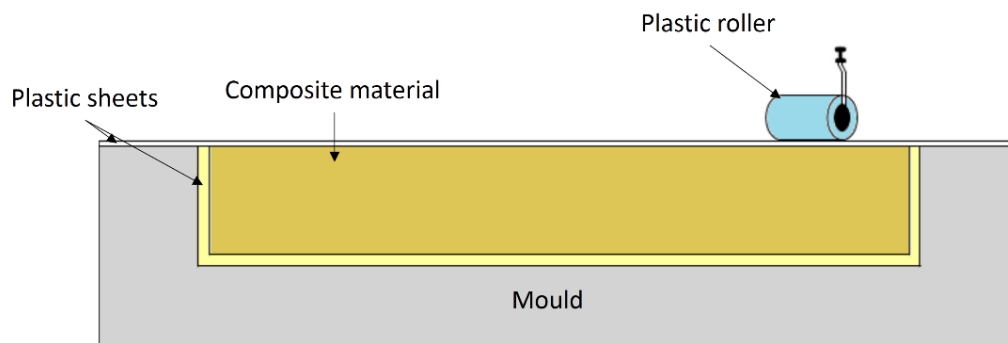 Plastic roller
Plastic sheets
Composite material
Mould